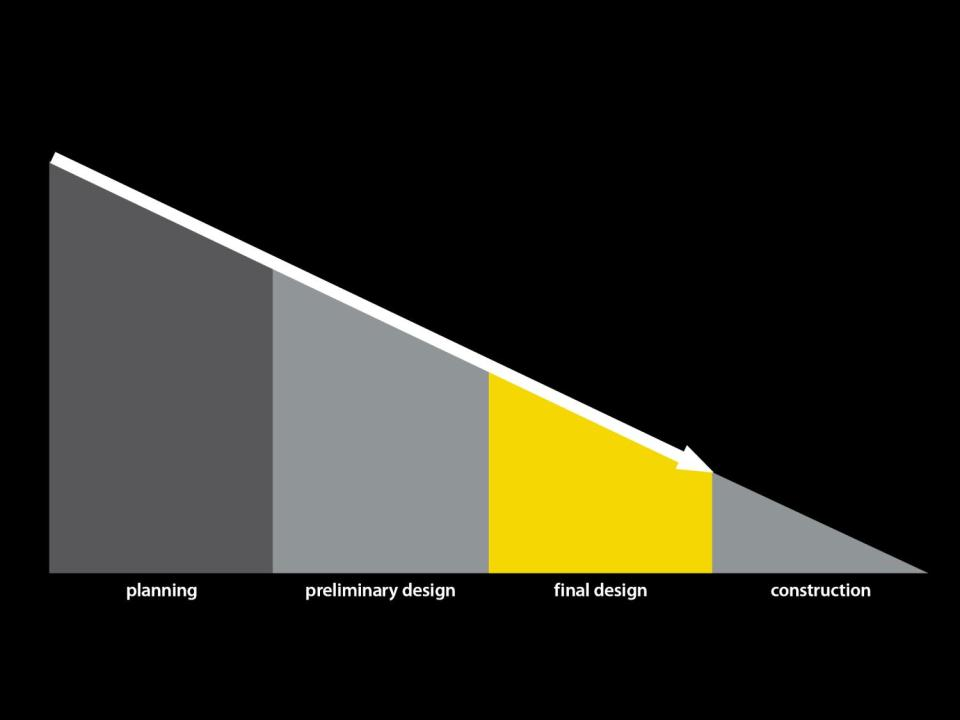 planning
preliminary design
final design
construction